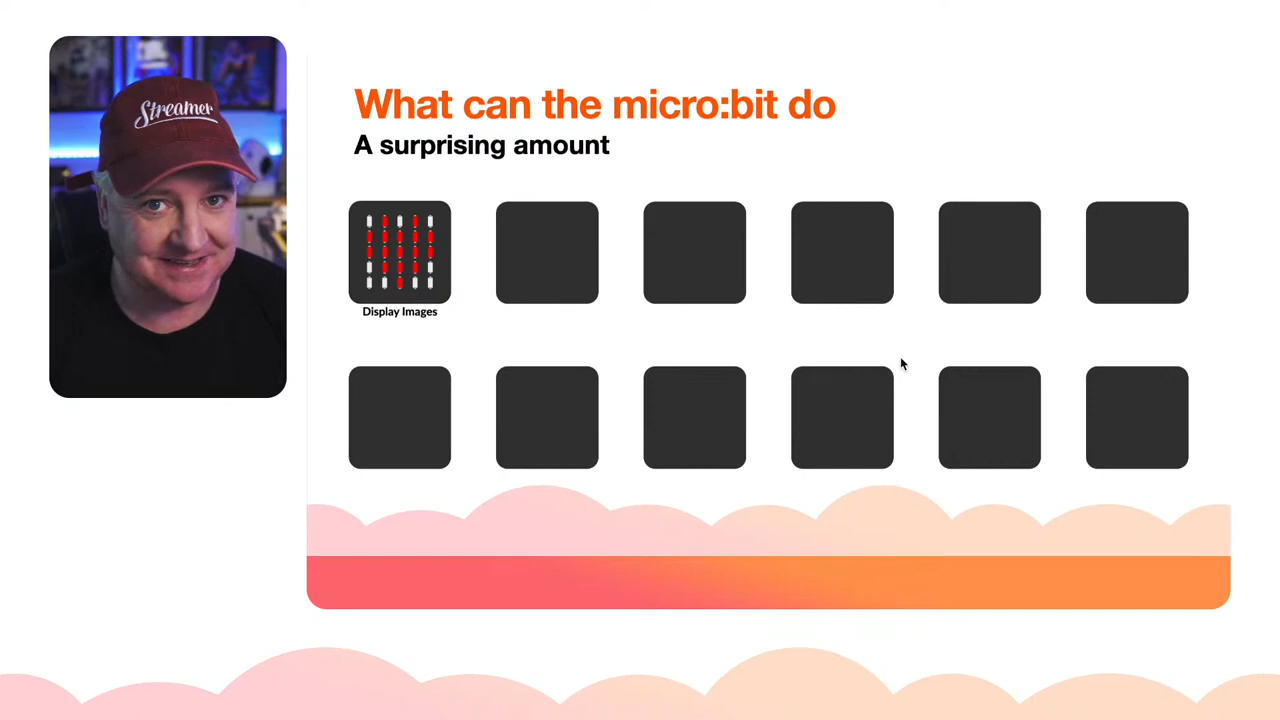 Streamer
What can the micro:bit do
A surprising amount
Display Images